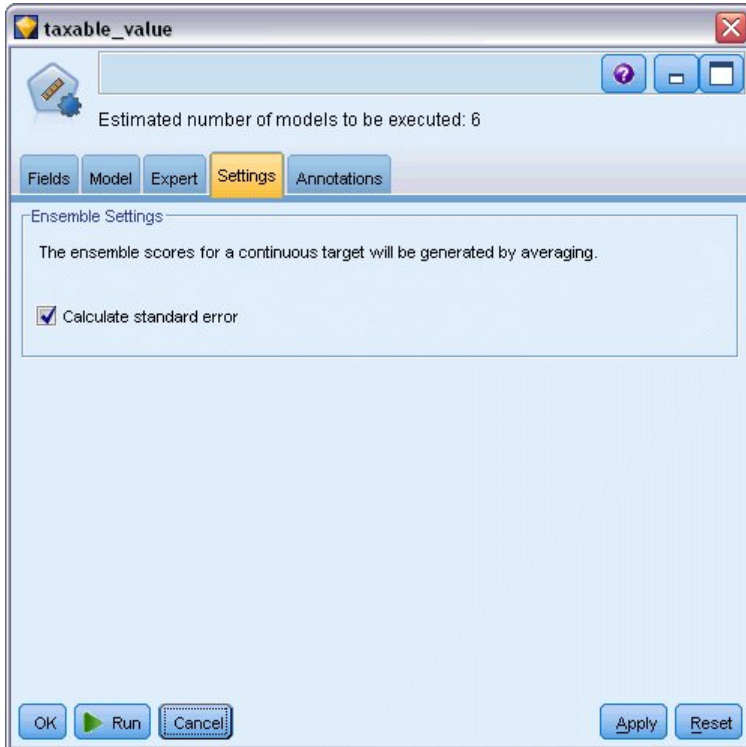 taxable_value
?
Estimated number of models to be executed: 6
Fields Model Expert Settings Annotations
Ensemble Settings
The ensemble scores for a continuous target will be generated by averaging.
Calculate standard error
OK Run Cancel Apply Reset